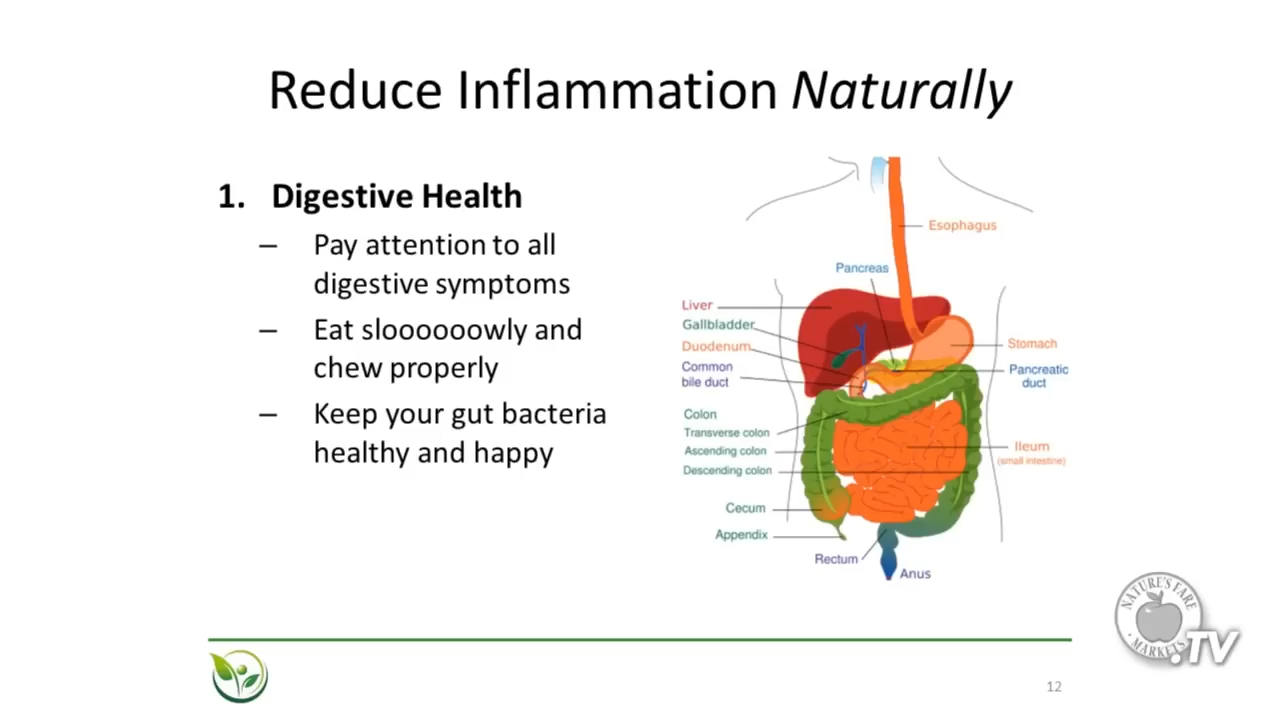 Reduce Inflammation Naturally
1. Digestive Health
– Pay attention to all
digestive symptoms
– Eat sloooooowly and
chew properly
– Keep your gut bacteria
healthy and happy
Esophagus
Pancreas
Liver
Gallbladder
Duodenum
Common
bile duct
Stomach
Pancreatic
duct
Colon
Transverse colon
Ascending colon
Descending colon
Ileum
(small intestine)
Cecum
Appendix
Rectum
Anus
NATURE'S FARE
· MARKETS ·
.TV
12